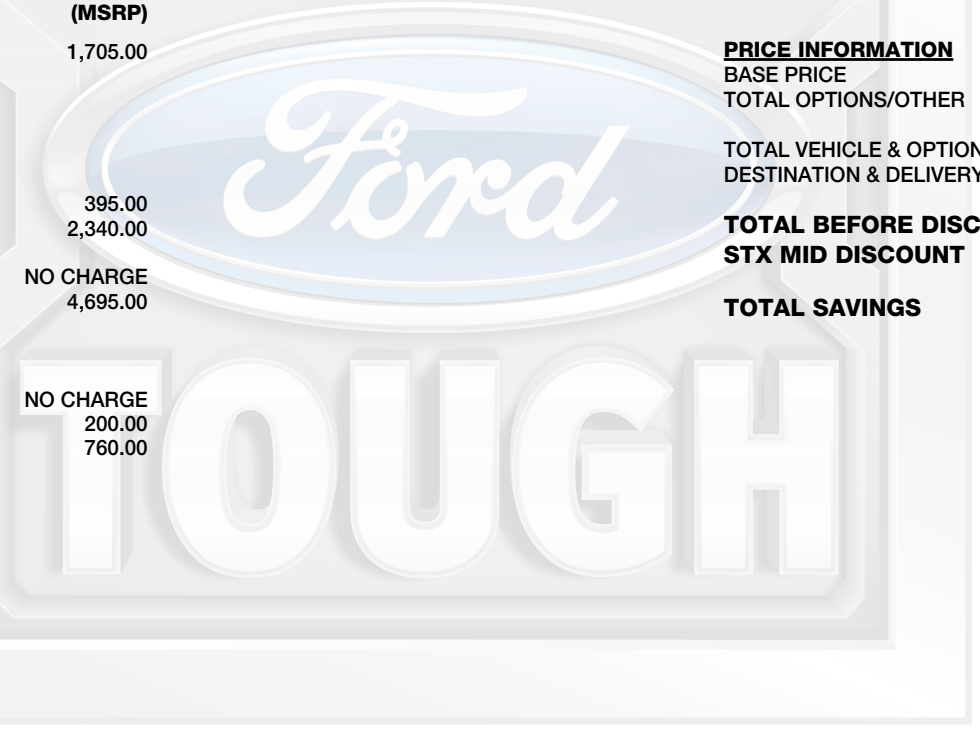 (MSRP)
1,705.00
395.00
2,340.00
NO CHARGE
4,695.00
NO CHARGE
200.00
760.00
PRICE INFORMATION
BASE PRICE
TOTAL OPTIONS/OTHER
TOTAL VEHICLE & OPTION
DESTINATION & DELIVERY
TOTAL BEFORE DISC
STX MID DISCOUNT
TOTAL SAVINGS
Ford
TOUGH